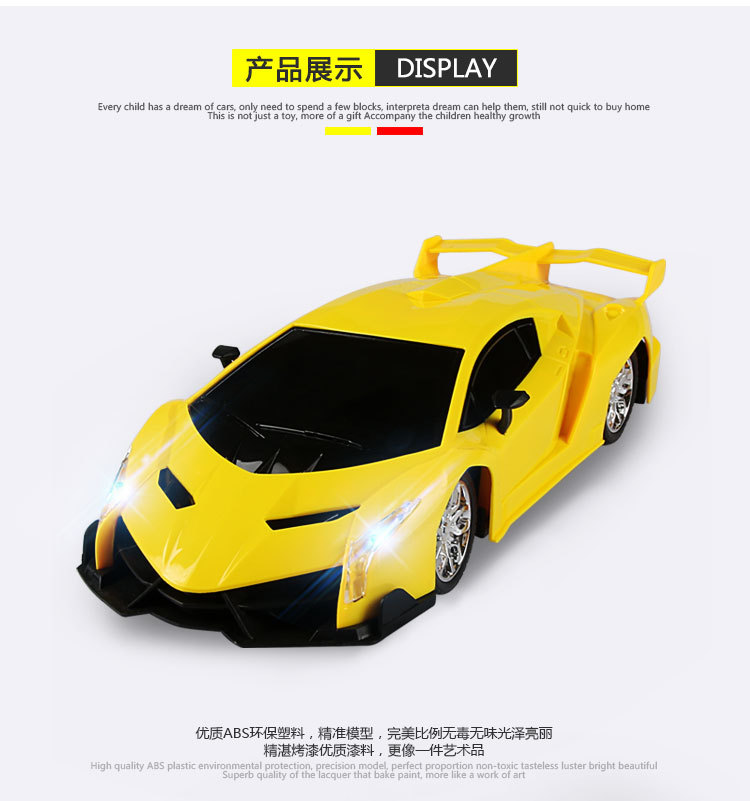 产品展示 DISPLAY
Every child has a dream of cars, only need to spend a few blocks, interpreta dream can help them, still not quick to buy home
This is not just a toy, more of a gift Accompany the children healthy growth
优质ABS环保塑料，精准模型，完美比例无毒无味光泽亮丽
精湛烤漆优质漆料，更像一件艺术品
High quality ABS plastic environmental protection, precision model, perfect proportion non-toxic tasteless luster bright beautiful
Superb quality of the lacquer that bake paint, more like a work of art